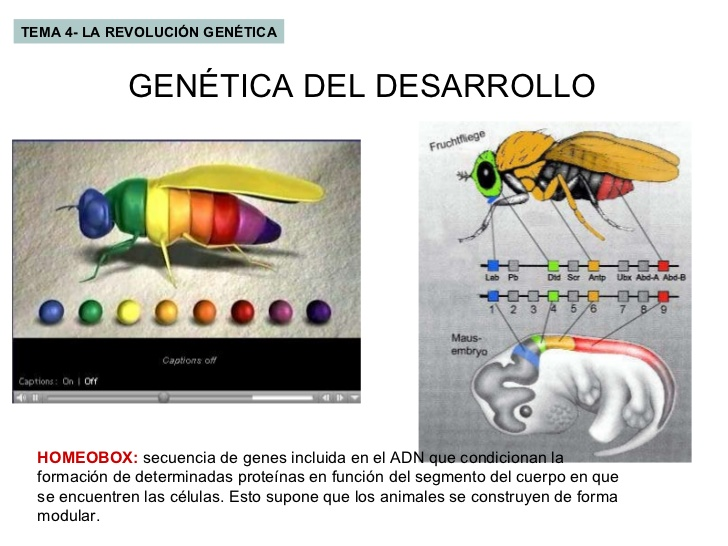 TEMA 4- LA REVOLUCIÓN GENÉTICA
GENÉTICA DEL DESARROLLO
Captions off
Captions: On | Off
Fruchtfliege
Lab Pb Dfd Scr Antp Ubx Abd-A Abd-B
1 2 3 4 5 6 7 8 9
Maus-
embryo
HOMEOBOX: secuencia de genes incluida en el ADN que condicionan la
formación de determinadas proteínas en función del segmento del cuerpo en que
se encuentren las células. Esto supone que los animales se construyen de forma
modular.